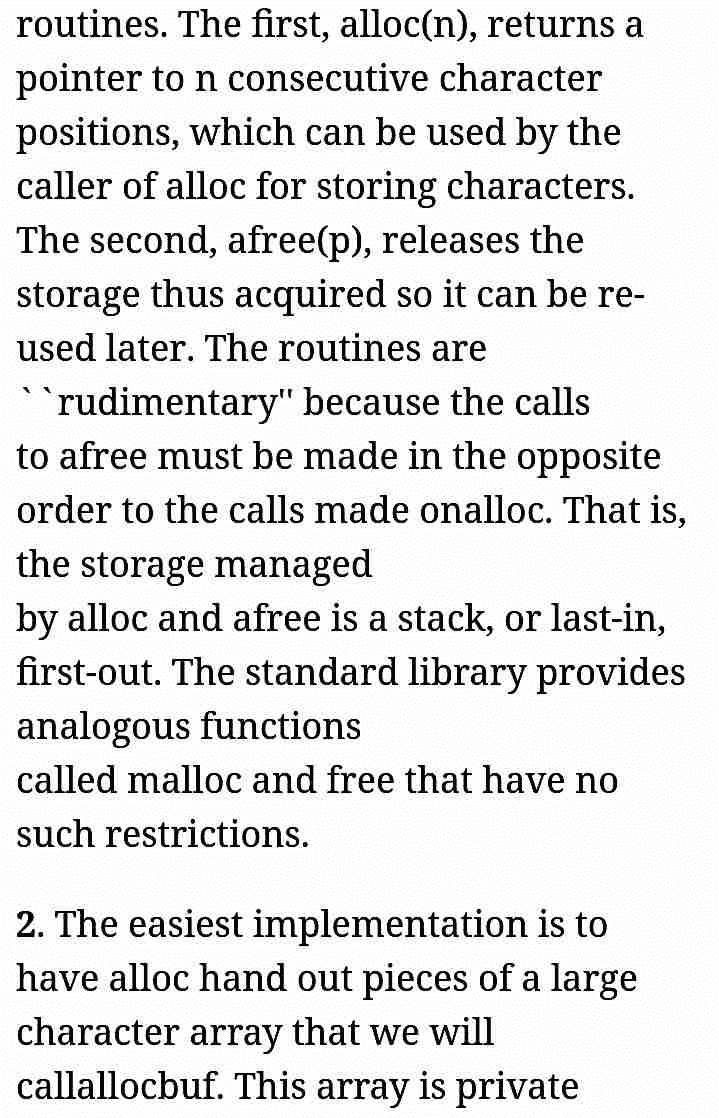 routines. The first, alloc(n), returns a
pointer to n consecutive character
positions, which can be used by the
caller of alloc for storing characters.
The second, afree(p), releases the
storage thus acquired so it can be re-
used later. The routines are
``rudimentary'' because the calls
to afree must be made in the opposite
order to the calls made onalloc. That is,
the storage managed
by alloc and afree is a stack, or last-in,
first-out. The standard library provides
analogous functions
called malloc and free that have no
such restrictions.
2. The easiest implementation is to
have alloc hand out pieces of a large
character array that we will
callallocbuf. This array is private